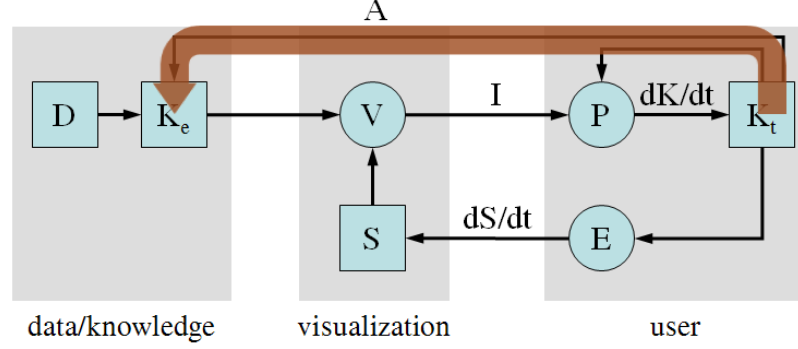 A
D
Kₑ
V
I
P
dK/dt
Kₜ
S
dS/dt
E
data/knowledge
visualization
user